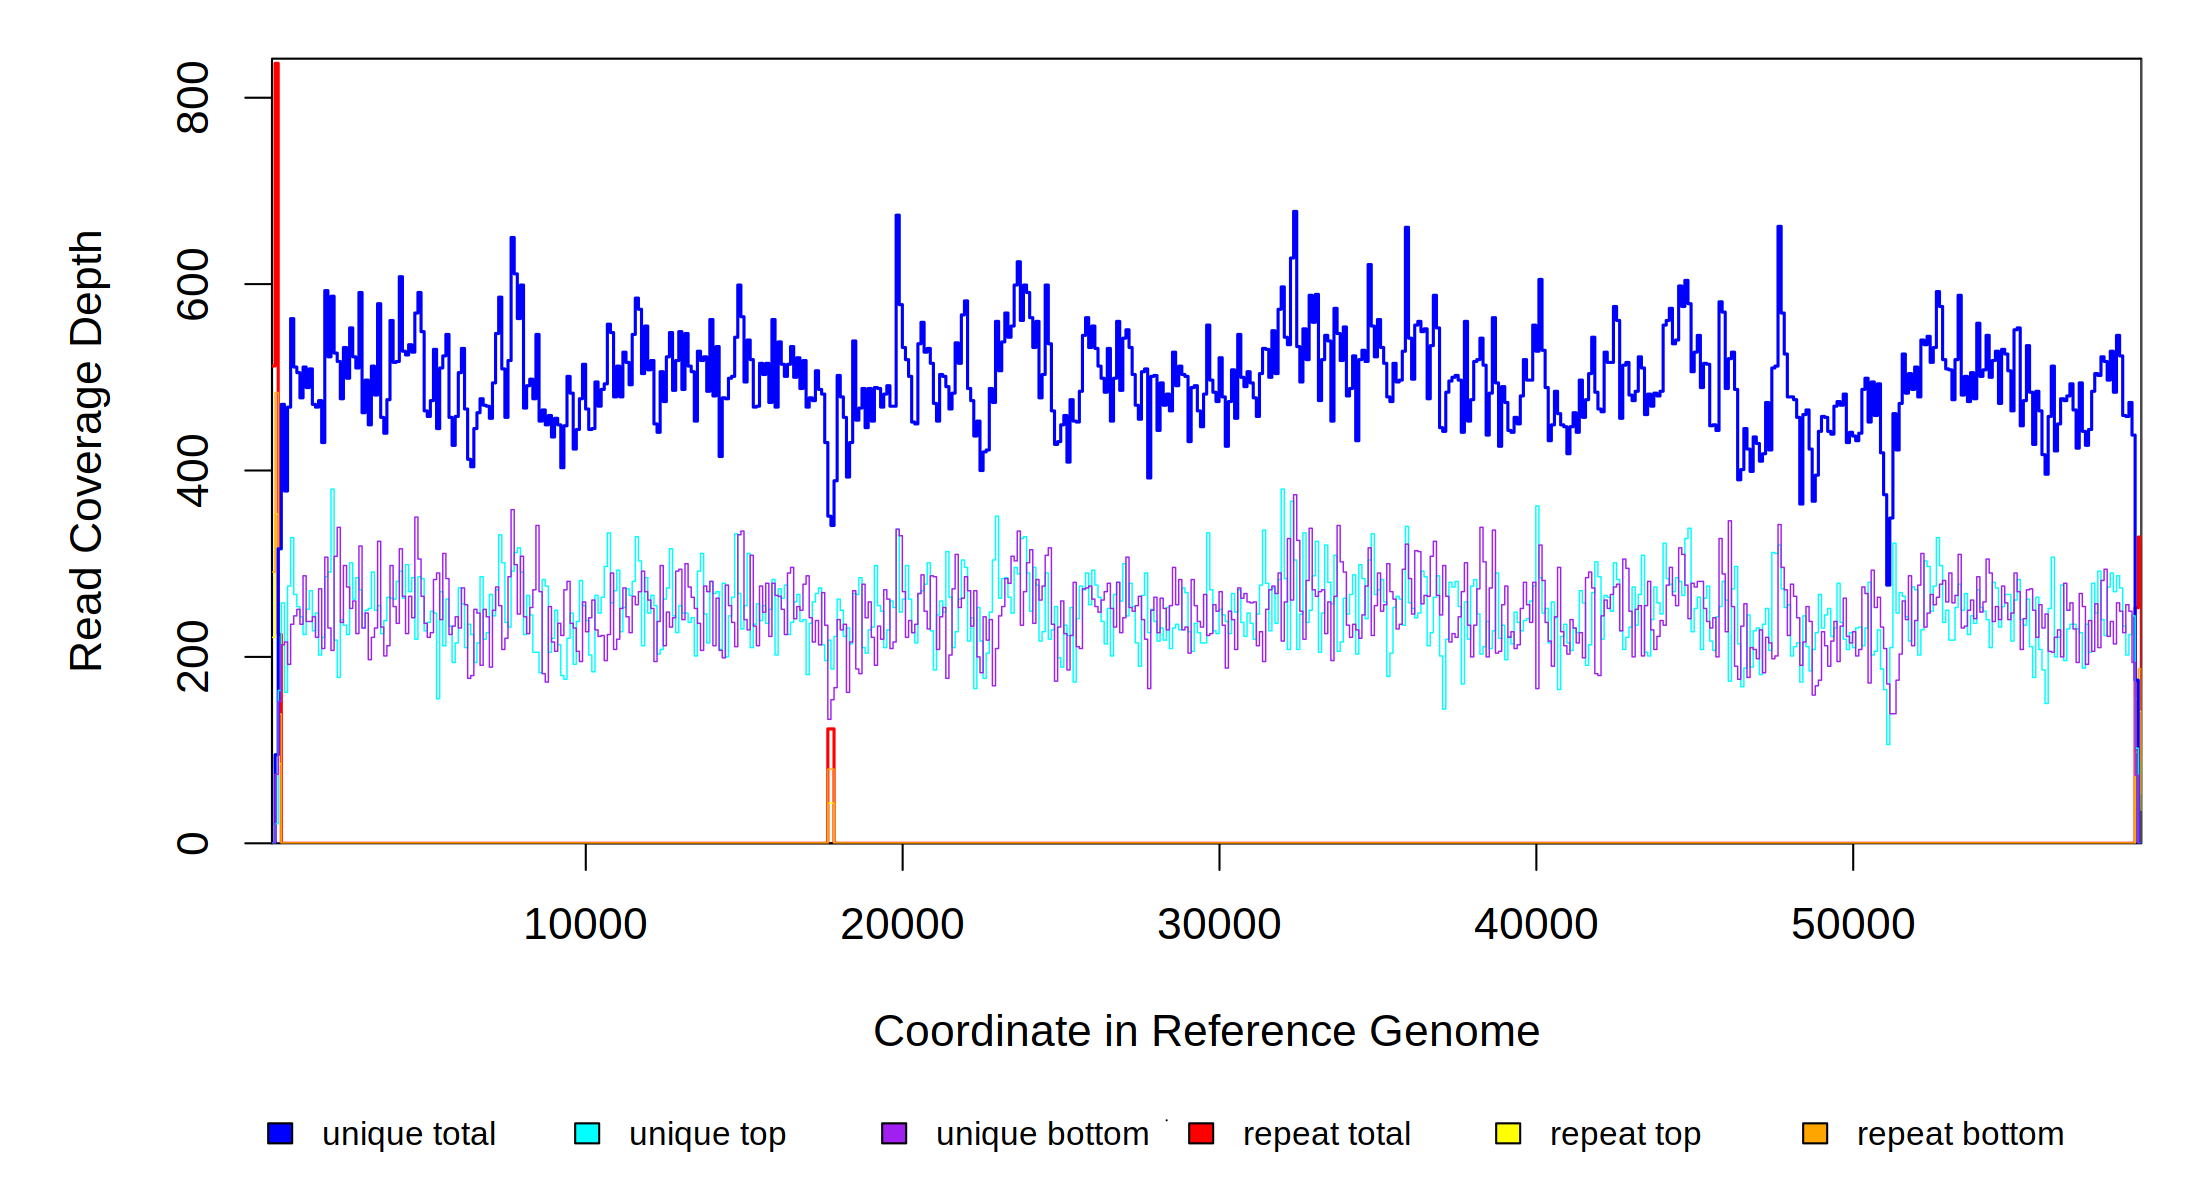 800
600
400
200
0
Read Coverage Depth
10000 20000 30000 40000 50000
Coordinate in Reference Genome
unique total unique top unique bottom repeat total repeat top repeat bottom